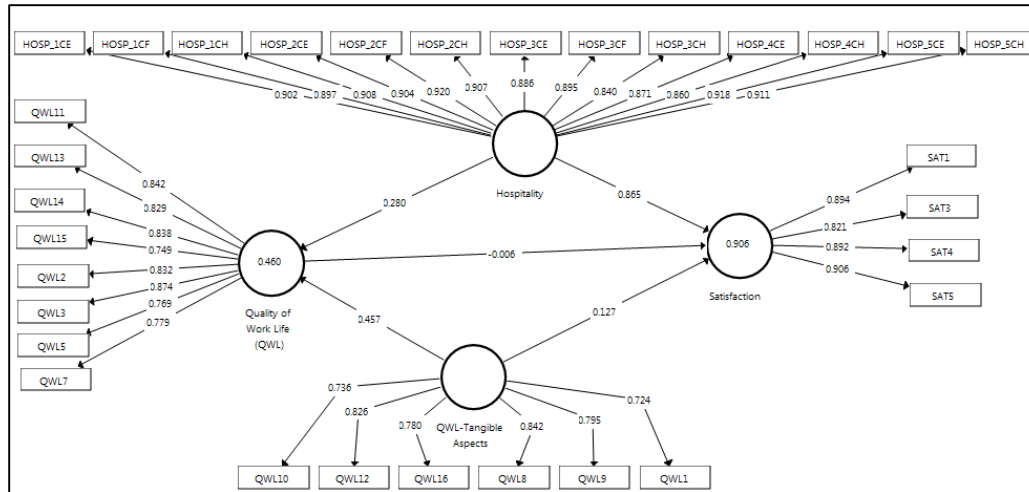 HOSP_1CE HOSP_1CF HOSP_1CH HOSP_2CE HOSP_2CF HOSP_2CH HOSP_3CE HOSP_3CF HOSP_3CH HOSP_4CE HOSP_4CH HOSP_5CE HOSP_5CH
0.902 0.897 0.908 0.904 0.920 0.907 0.886 0.895 0.840 0.871 0.860 0.918 0.911
Hospitality
QWL11
QWL13
QWL14
QWL15
QWL2
QWL3
QWL5
QWL7
0.842
0.829
0.838
0.749
0.832
0.874
0.769
0.779
0.460
Quality of
Work Life
(QWL)
0.280
0.865
-0.006
0.457
0.127
0.906
Satisfaction
0.894
0.821
0.892
0.906
SAT1
SAT3
SAT4
SAT5
QWL-Tangible
Aspects
0.736
0.826
0.780
0.842
0.795
0.724
QWL10 QWL12 QWL16 QWL8 QWL9 QWL1